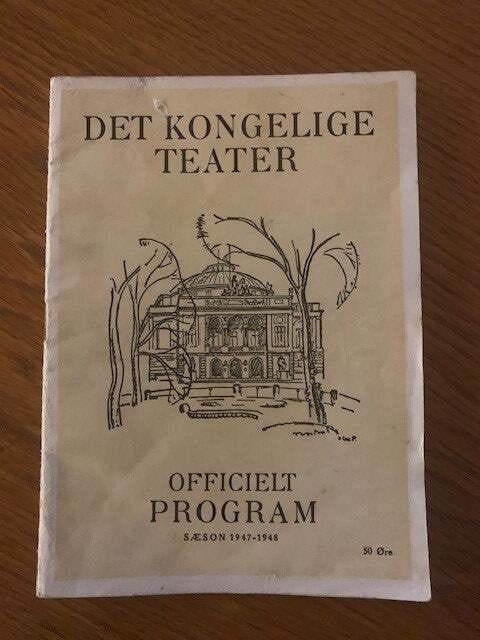 DET KONGELIGE
TEATER
OFFICIELT
PROGRAM
SÆSON 1947-1948
50 Øre